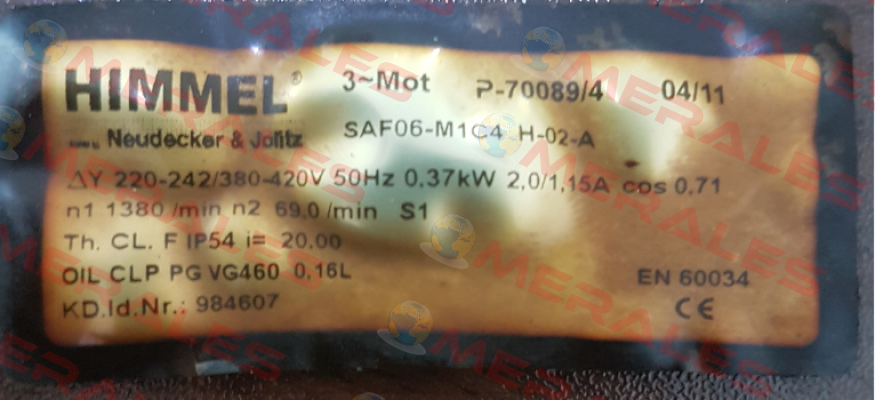 HIMMEL® 3~Mot P-70089/4 04/11
Neudecker & Jolitz SAF06-M1C4 H-02-A
ΔY 220-242/380-420V 50Hz 0,37kW 2,0/1,15A cos 0,71
n1 1380 /min n2 69,0 /min S1
Th. CL. F IP54 i= 20.00
OIL CLP PG VG460 0,16L EN 60034
KD.Id.Nr.: 984607 CE
OMERALES